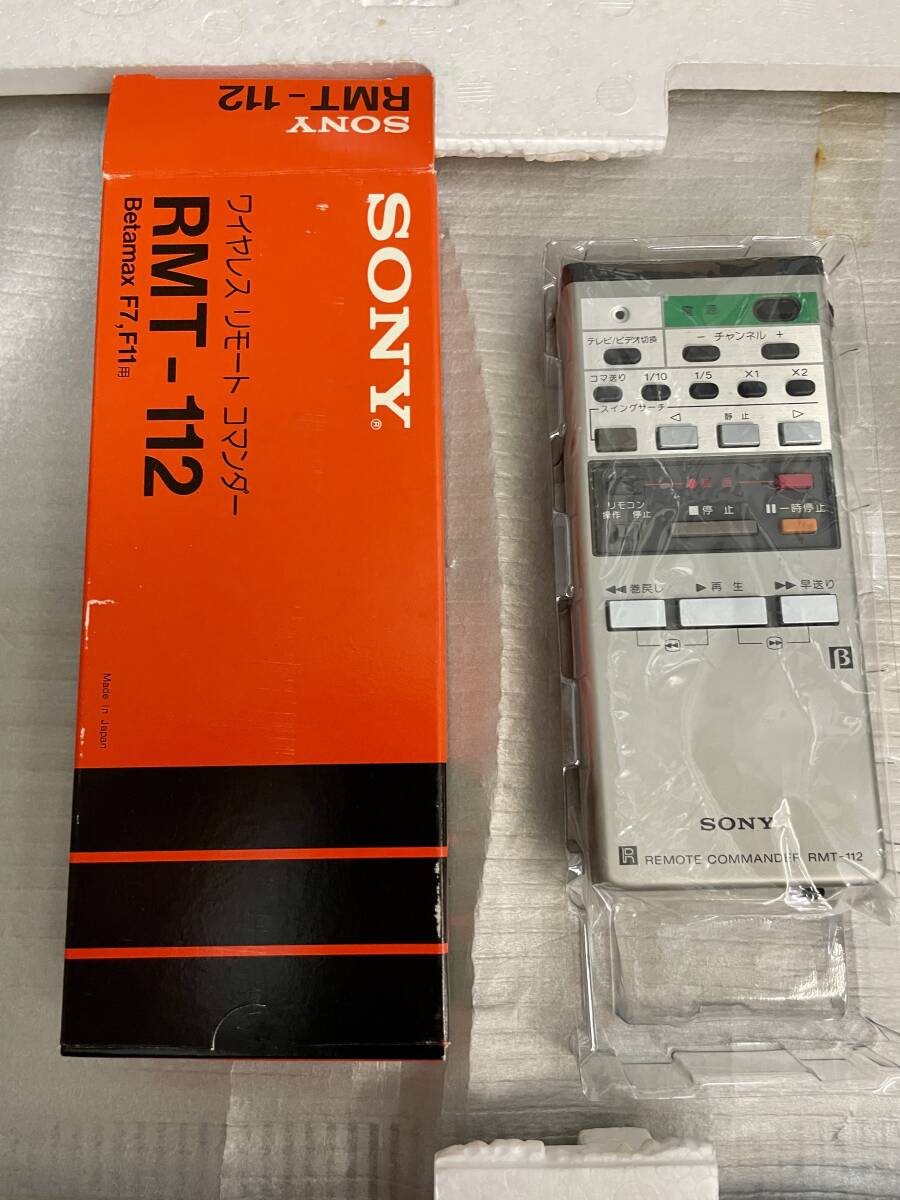 SONY
RMT-112
SONY®
ワイヤレス リモート コマンダー
RMT-112
Betamax F7,F11用
Made in Japan
電源
テレビ/ビデオ切換
− チャンネル +
コマ送り 1/10 1/5 ×1 ×2
スイングサーチ
◁ 静止 ▷
●録画
リモコン
操作 停止
■停止
❚❚一時停止
◀◀巻戻し ▶再生 ▶▶早送り
◀◀ ▶▶
β
SONY
R REMOTE COMMANDER RMT-112